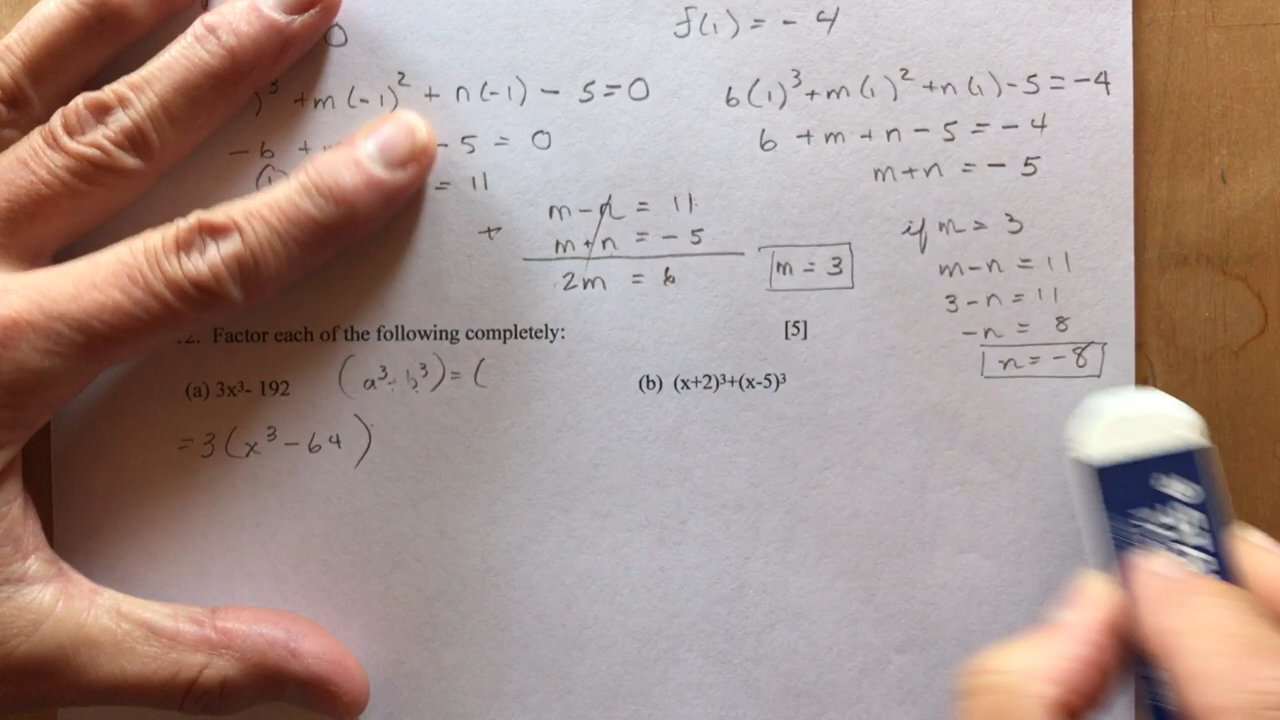 f(1) = - 4
0
)³ + m(-1)² + n(-1) - 5 = 0
6(1)³ + m(1)² + n(1) - 5 = -4
-6 + - 5 = 0
6 + m + n - 5 = - 4
= 11
m + n = - 5
m - n = 11
+ m + n = - 5
2m = 6
m = 3
if m = 3
m - n = 11
3 - n = 11
- n = 8
n = -8
2. Factor each of the following completely: [5]
(a) 3x³- 192 (a³- b³) = (
(b) (x+2)³+(x-5)³
= 3(x³ - 64)